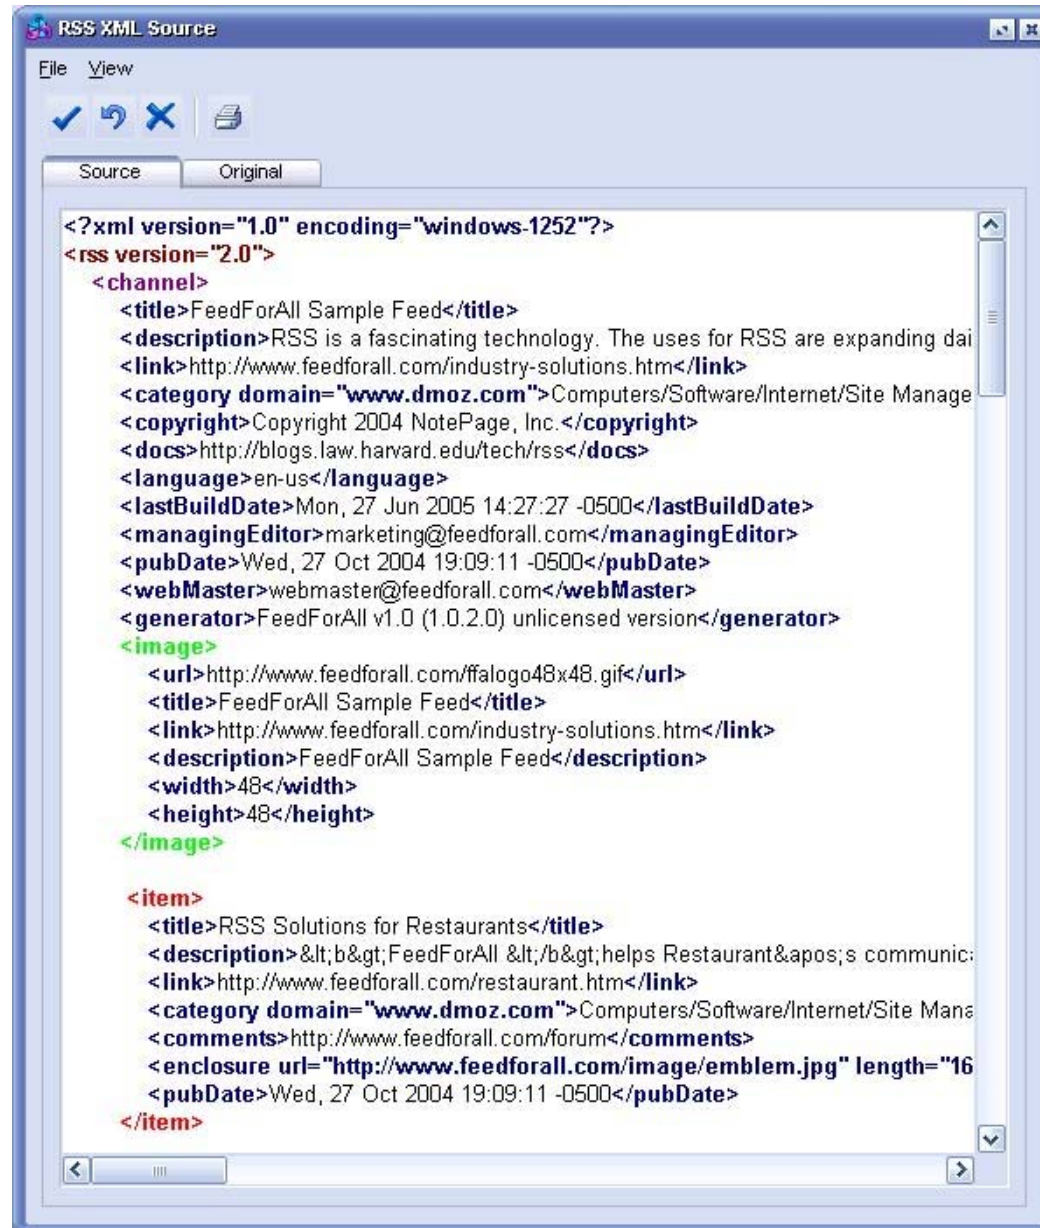 RSS XML Source
File View
Source Original
<?xml version="1.0" encoding="windows-1252"?>
<rss version="2.0">
<channel>
<title>FeedForAll Sample Feed</title>
<description>RSS is a fascinating technology. The uses for RSS are expanding dai
<link>http://www.feedforall.com/industry-solutions.htm</link>
<category domain="www.dmoz.com">Computers/Software/Internet/Site Manage
<copyright>Copyright 2004 NotePage, Inc.</copyright>
<docs>http://blogs.law.harvard.edu/tech/rss</docs>
<language>en-us</language>
<lastBuildDate>Mon, 27 Jun 2005 14:27:27 -0500</lastBuildDate>
<managingEditor>marketing@feedforall.com</managingEditor>
<pubDate>Wed, 27 Oct 2004 19:09:11 -0500</pubDate>
<webMaster>webmaster@feedforall.com</webMaster>
<generator>FeedForAll v1.0 (1.0.2.0) unlicensed version</generator>
<image>
<url>http://www.feedforall.com/ffalogo48x48.gif</url>
<title>FeedForAll Sample Feed</title>
<link>http://www.feedforall.com/industry-solutions.htm</link>
<description>FeedForAll Sample Feed</description>
<width>48</width>
<height>48</height>
</image>
<item>
<title>RSS Solutions for Restaurants</title>
<description>&lt;b&gt;FeedForAll &lt;/b&gt;helps Restaurant&apos;s communic
<link>http://www.feedforall.com/restaurant.htm</link>
<category domain="www.dmoz.com">Computers/Software/Internet/Site Mana
<comments>http://www.feedforall.com/forum</comments>
<enclosure url="http://www.feedforall.com/image/emblem.jpg" length="16
<pubDate>Wed, 27 Oct 2004 19:09:11 -0500</pubDate>
</item>